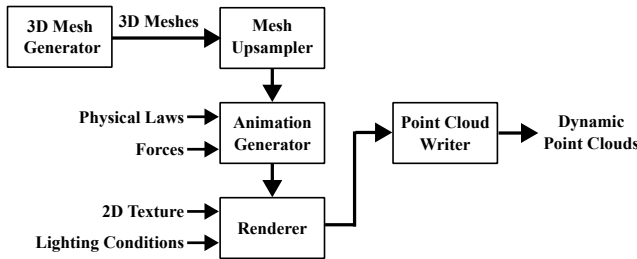 3D Mesh
Generator
3D Meshes
Mesh
Upsampler
Physical Laws
Forces
Animation
Generator
Point Cloud
Writer
Dynamic
Point Clouds
2D Texture
Lighting Conditions
Renderer